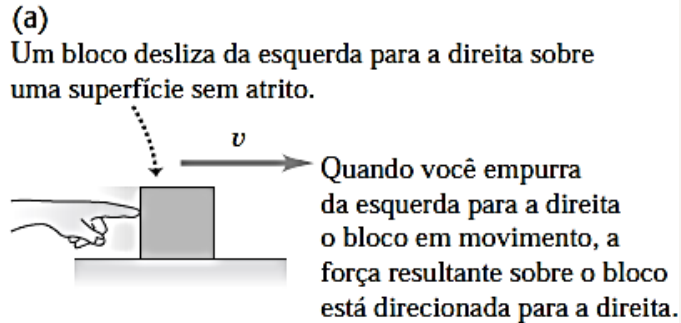 (a)
Um bloco desliza da esquerda para a direita sobre
uma superfície sem atrito.
v
Quando você empurra
da esquerda para a direita
o bloco em movimento, a
força resultante sobre o bloco
está direcionada para a direita.